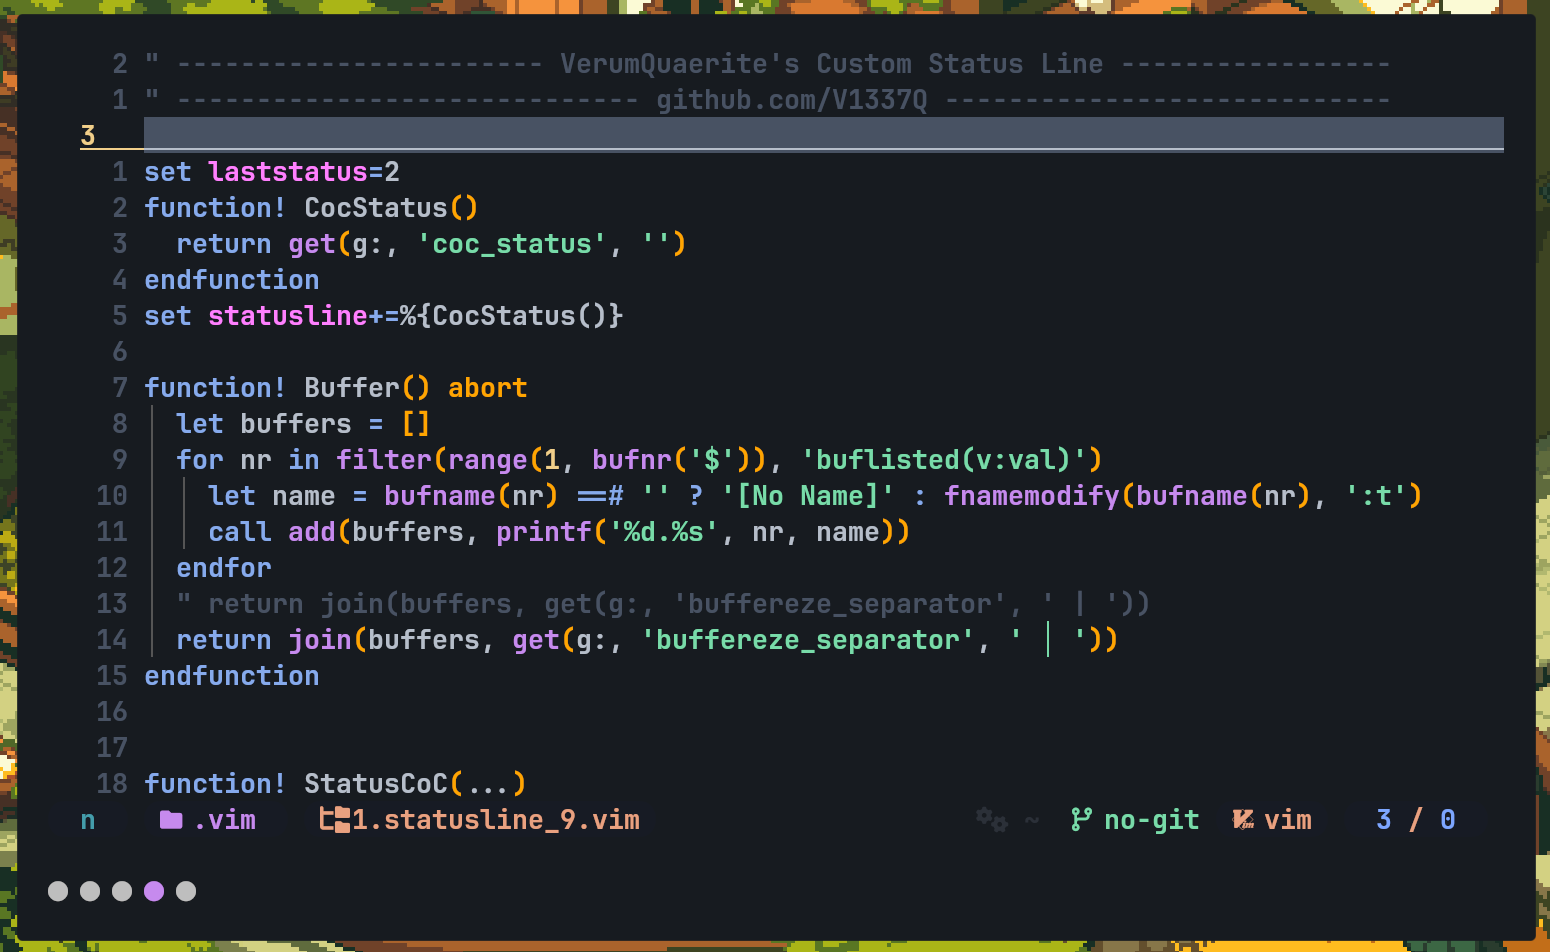 2 " ----------------------- VerumQuaerite's Custom Status Line -----------------
1 " ----------------------------- github.com/V1337Q ----------------------------
3
1 set laststatus=2
2 function! CocStatus()
3   return get(g:, 'coc_status', '')
4 endfunction
5 set statusline+=%{CocStatus()}
6
7 function! Buffer() abort
8   let buffers = []
9   for nr in filter(range(1, bufnr('$')), 'buflisted(v:val)')
10     let name = bufname(nr) ==# '' ? '[No Name]' : fnamemodify(bufname(nr), ':t')
11     call add(buffers, printf('%d.%s', nr, name))
12   endfor
13   " return join(buffers, get(g:, 'buffereze_separator', ' | '))
14   return join(buffers, get(g:, 'buffereze_separator', ' │ '))
15 endfunction
16
17
18 function! StatusCoC(...)
n .vim 1.statusline_9.vim ~ no-git vim 3 / 0